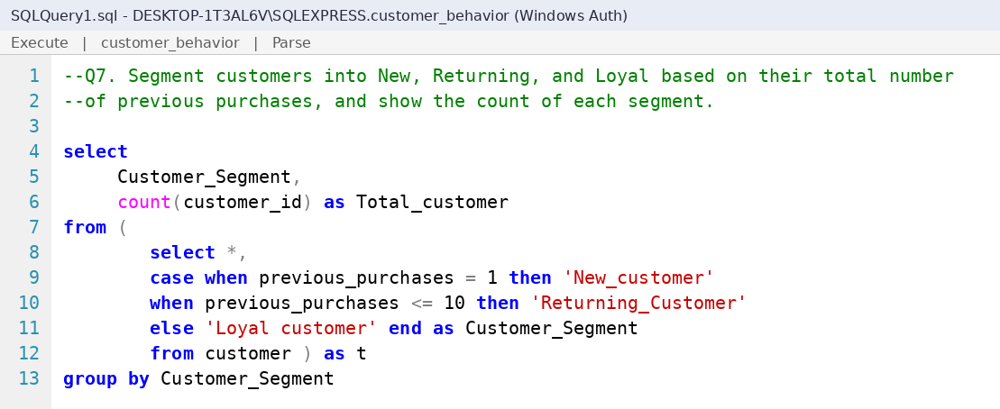 SQLQuery1.sql - DESKTOP-1T3AL6V\SQLEXPRESS.customer_behavior (Windows Auth)
Execute | customer_behavior | Parse
1 --Q7. Segment customers into New, Returning, and Loyal based on their total number
2 --of previous purchases, and show the count of each segment.
3
4 select
5 Customer_Segment,
6 count(customer_id) as Total_customer
7 from (
8 select *,
9 case when previous_purchases = 1 then 'New_customer'
10 when previous_purchases <= 10 then 'Returning_Customer'
11 else 'Loyal customer' end as Customer_Segment
12 from customer ) as t
13 group by Customer_Segment